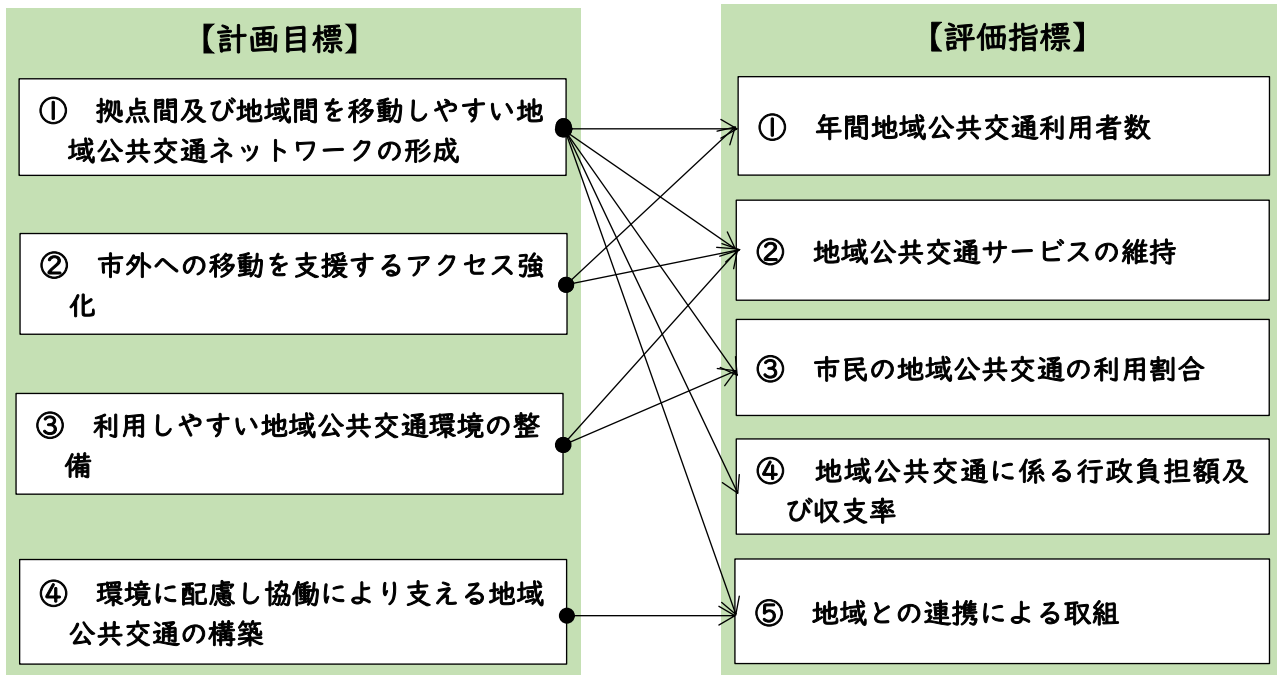 【計画目標】
① 拠点間及び地域間を移動しやすい地
域公共交通ネットワークの形成
② 市外への移動を支援するアクセス強
化
③ 利用しやすい地域公共交通環境の整
備
④ 環境に配慮し協働により支える地域
公共交通の構築
【評価指標】
① 年間地域公共交通利用者数
② 地域公共交通サービスの維持
③ 市民の地域公共交通の利用割合
④ 地域公共交通に係る行政負担額及
び収支率
⑤ 地域との連携による取組